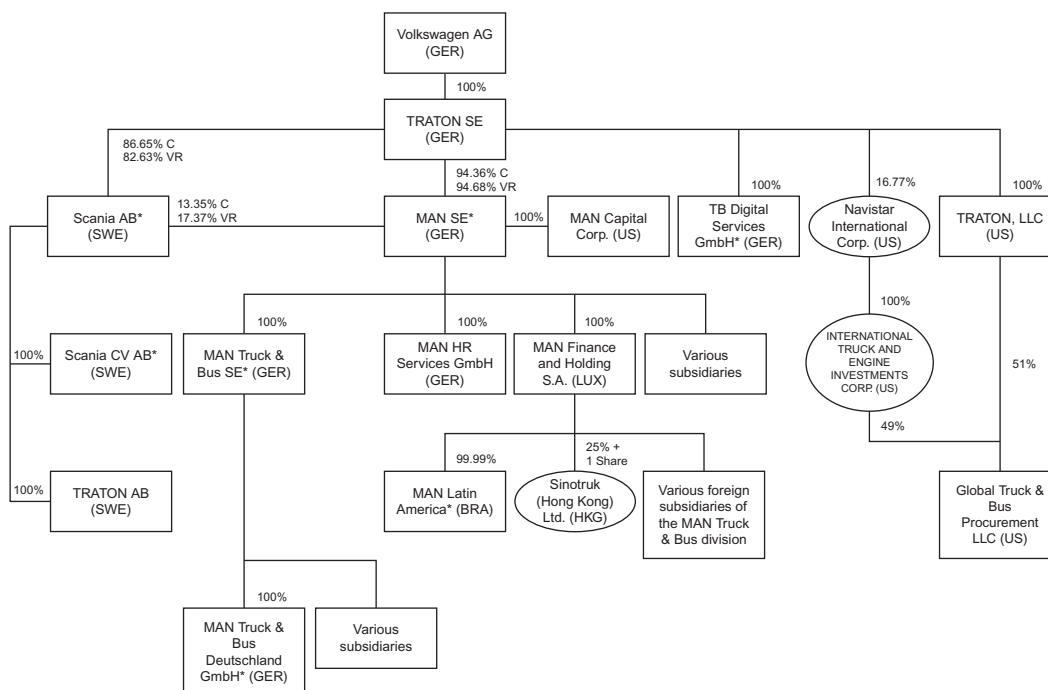 Volkswagen AG
(GER)
100%
TRATON SE
(GER)
86.65% C
82.63% VR
94.36% C
94.68% VR
100%
16.77%
100%
Scania AB*
(SWE)
13.35% C
17.37% VR
MAN SE*
(GER)
100%
MAN Capital
Corp. (US)
TB Digital
Services
GmbH* (GER)
Navistar
International
Corp. (US)
TRATON, LLC
(US)
100%
100%
100%
100%
100%
Scania CV AB*
(SWE)
MAN Truck &
Bus SE* (GER)
MAN HR
Services GmbH
(GER)
MAN Finance
and Holding
S.A. (LUX)
Various
subsidiaries
INTERNATIONAL
TRUCK AND
ENGINE
INVESTMENTS
CORP. (US)
51%
49%
99.99%
25% +
1 Share
100%
TRATON AB
(SWE)
MAN Latin
America* (BRA)
Sinotruk
(Hong Kong)
Ltd. (HKG)
Various foreign
subsidiaries of
the MAN Truck
& Bus division
Global Truck &
Bus
Procurement
LLC (US)
100%
MAN Truck &
Bus
Deutschland
GmbH* (GER)
Various
subsidiaries